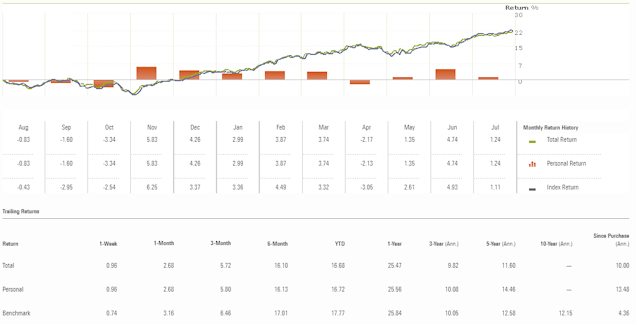 Return %
30
22
15
7
0
Aug Sep Oct Nov Dec Jan Feb Mar Apr May Jun Jul Monthly Return History
-0.83 -1.60 -3.34 5.83 4.26 2.99 3.87 3.74 -2.17 1.35 4.74 1.24 Total Return
-0.83 -1.60 -3.34 5.83 4.26 2.99 3.87 3.74 -2.13 1.35 4.74 1.24 Personal Return
-0.43 -2.95 -2.54 6.25 3.37 3.36 4.48 3.32 -3.05 2.61 4.93 1.11 Index Return
Trailing Returns
Return 1-Week 1-Month 3-Month 6-Month YTD 1-Year 3-Year (Ann.) 5-Year (Ann.) 10-Year (Ann.) Since Purchase (Ann.)
Total 0.96 2.68 5.72 16.10 16.68 25.47 9.82 11.60 — 10.00
Personal 0.96 2.68 5.80 16.13 16.72 25.56 10.08 14.46 — 13.48
Benchmark 0.74 3.16 6.46 17.01 17.77 25.84 10.05 12.58 12.15 4.36